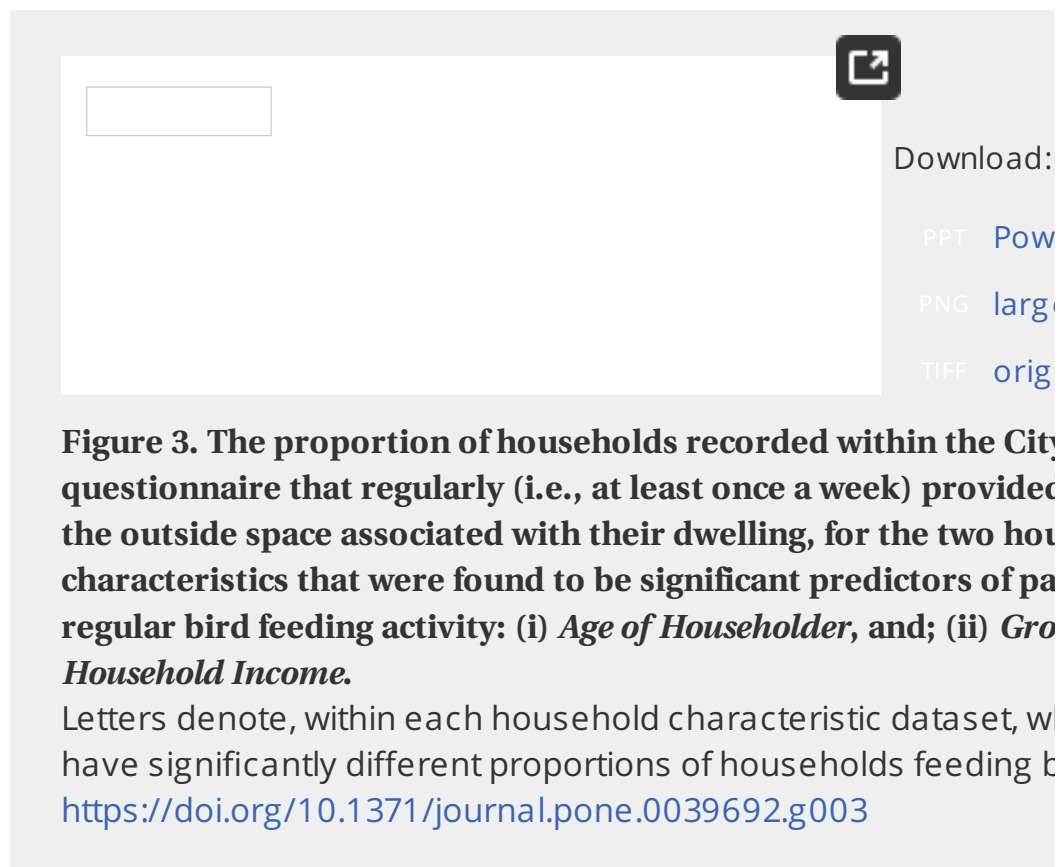 Download:
PPT Pow
PNG larg
TIFF orig
Figure 3. The proportion of households recorded within the City
questionnaire that regularly (i.e., at least once a week) provided
the outside space associated with their dwelling, for the two hou
characteristics that were found to be significant predictors of pa
regular bird feeding activity: (i) Age of Householder, and; (ii) Gro
Household Income.
Letters denote, within each household characteristic dataset, wh
have significantly different proportions of households feeding b
https://doi.org/10.1371/journal.pone.0039692.g003